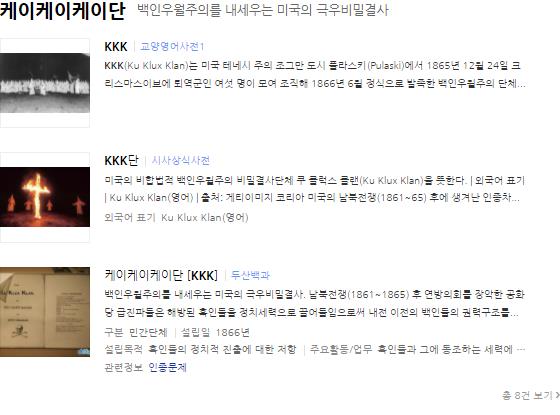 케이케이케이단 백인우월주의를 내세우는 미국의 극우비밀결사
KKK | 교양영어사전1
KKK(Ku Klux Klan)는 미국 테네시 주의 조그만 도시 풀라스키(Pulaski)에서 1865년 12월 24일 크
리스마스이브에 퇴역군인 여섯 명이 모여 조직해 1866년 6월 정식으로 발족한 백인우월주의 단체...
KKK단 | 시사상식사전
미국의 비합법적 백인우월주의 비밀결사단체 쿠 클럭스 클랜(Ku Klux Klan)을 뜻한다. | 외국어 표기
| Ku Klux Klan(영어) | 출처: 게티이미지 코리아 미국의 남북전쟁(1861~65) 후에 생겨난 인종차...
외국어 표기 Ku Klux Klan(영어)
케이케이케이단 [KKK] | 두산백과
백인우월주의를 내세우는 미국의 극우비밀결사. 남북전쟁(1861~1865) 후 연방의회를 장악한 공화
당 급진파들은 해방된 흑인들을 정치세력으로 끌어들임으로써 내전 이전의 백인들의 권력구조를...
구분 민간단체 | 설립일 1866년
설립목적 흑인들의 정치적 진출에 대한 저항 | 주요활동/업무 흑인들과 그에 동조하는 세력에 ...
관련정보 인종문제
KU KLUX KLAN
총 8건 보기 >